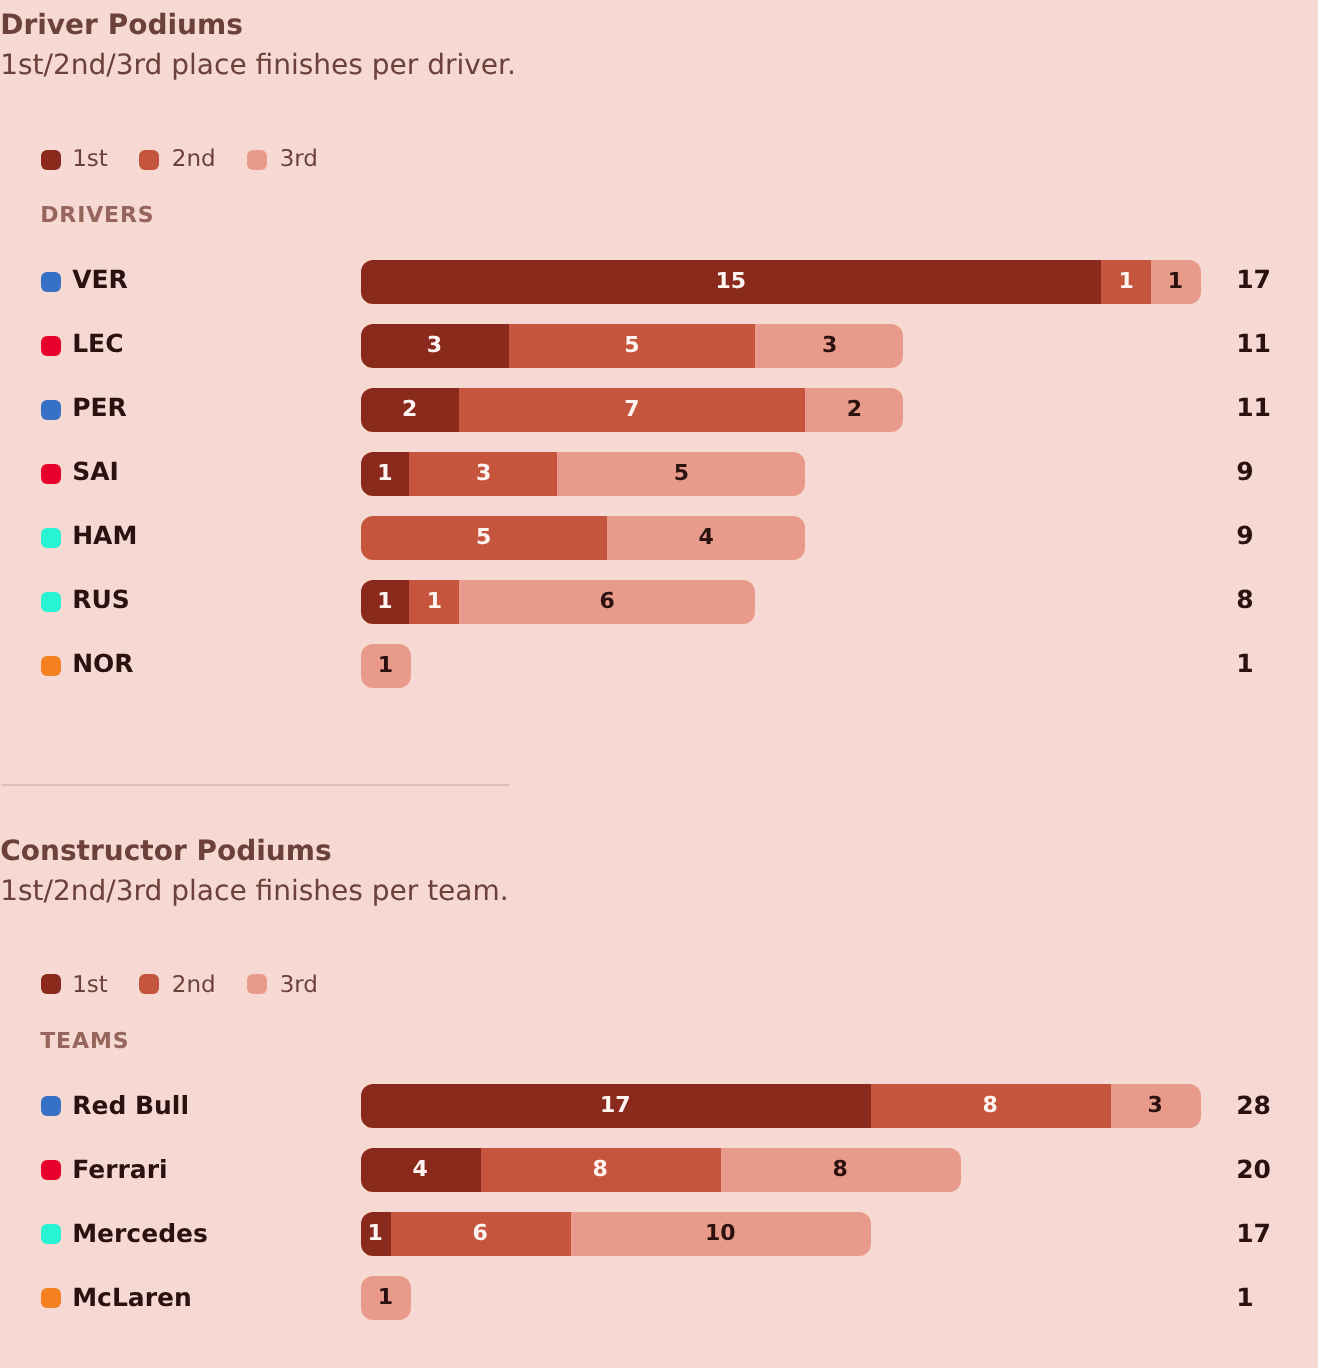 Driver Podiums
1st/2nd/3rd place finishes per driver.
1st 2nd 3rd
DRIVERS
VER 15 1 1 17
LEC 3 5 3 11
PER 2 7 2 11
SAI 1 3 5 9
HAM 5 4 9
RUS 1 1 6 8
NOR 1 1
Constructor Podiums
1st/2nd/3rd place finishes per team.
1st 2nd 3rd
TEAMS
Red Bull 17 8 3 28
Ferrari 4 8 8 20
Mercedes 1 6 10 17
McLaren 1 1